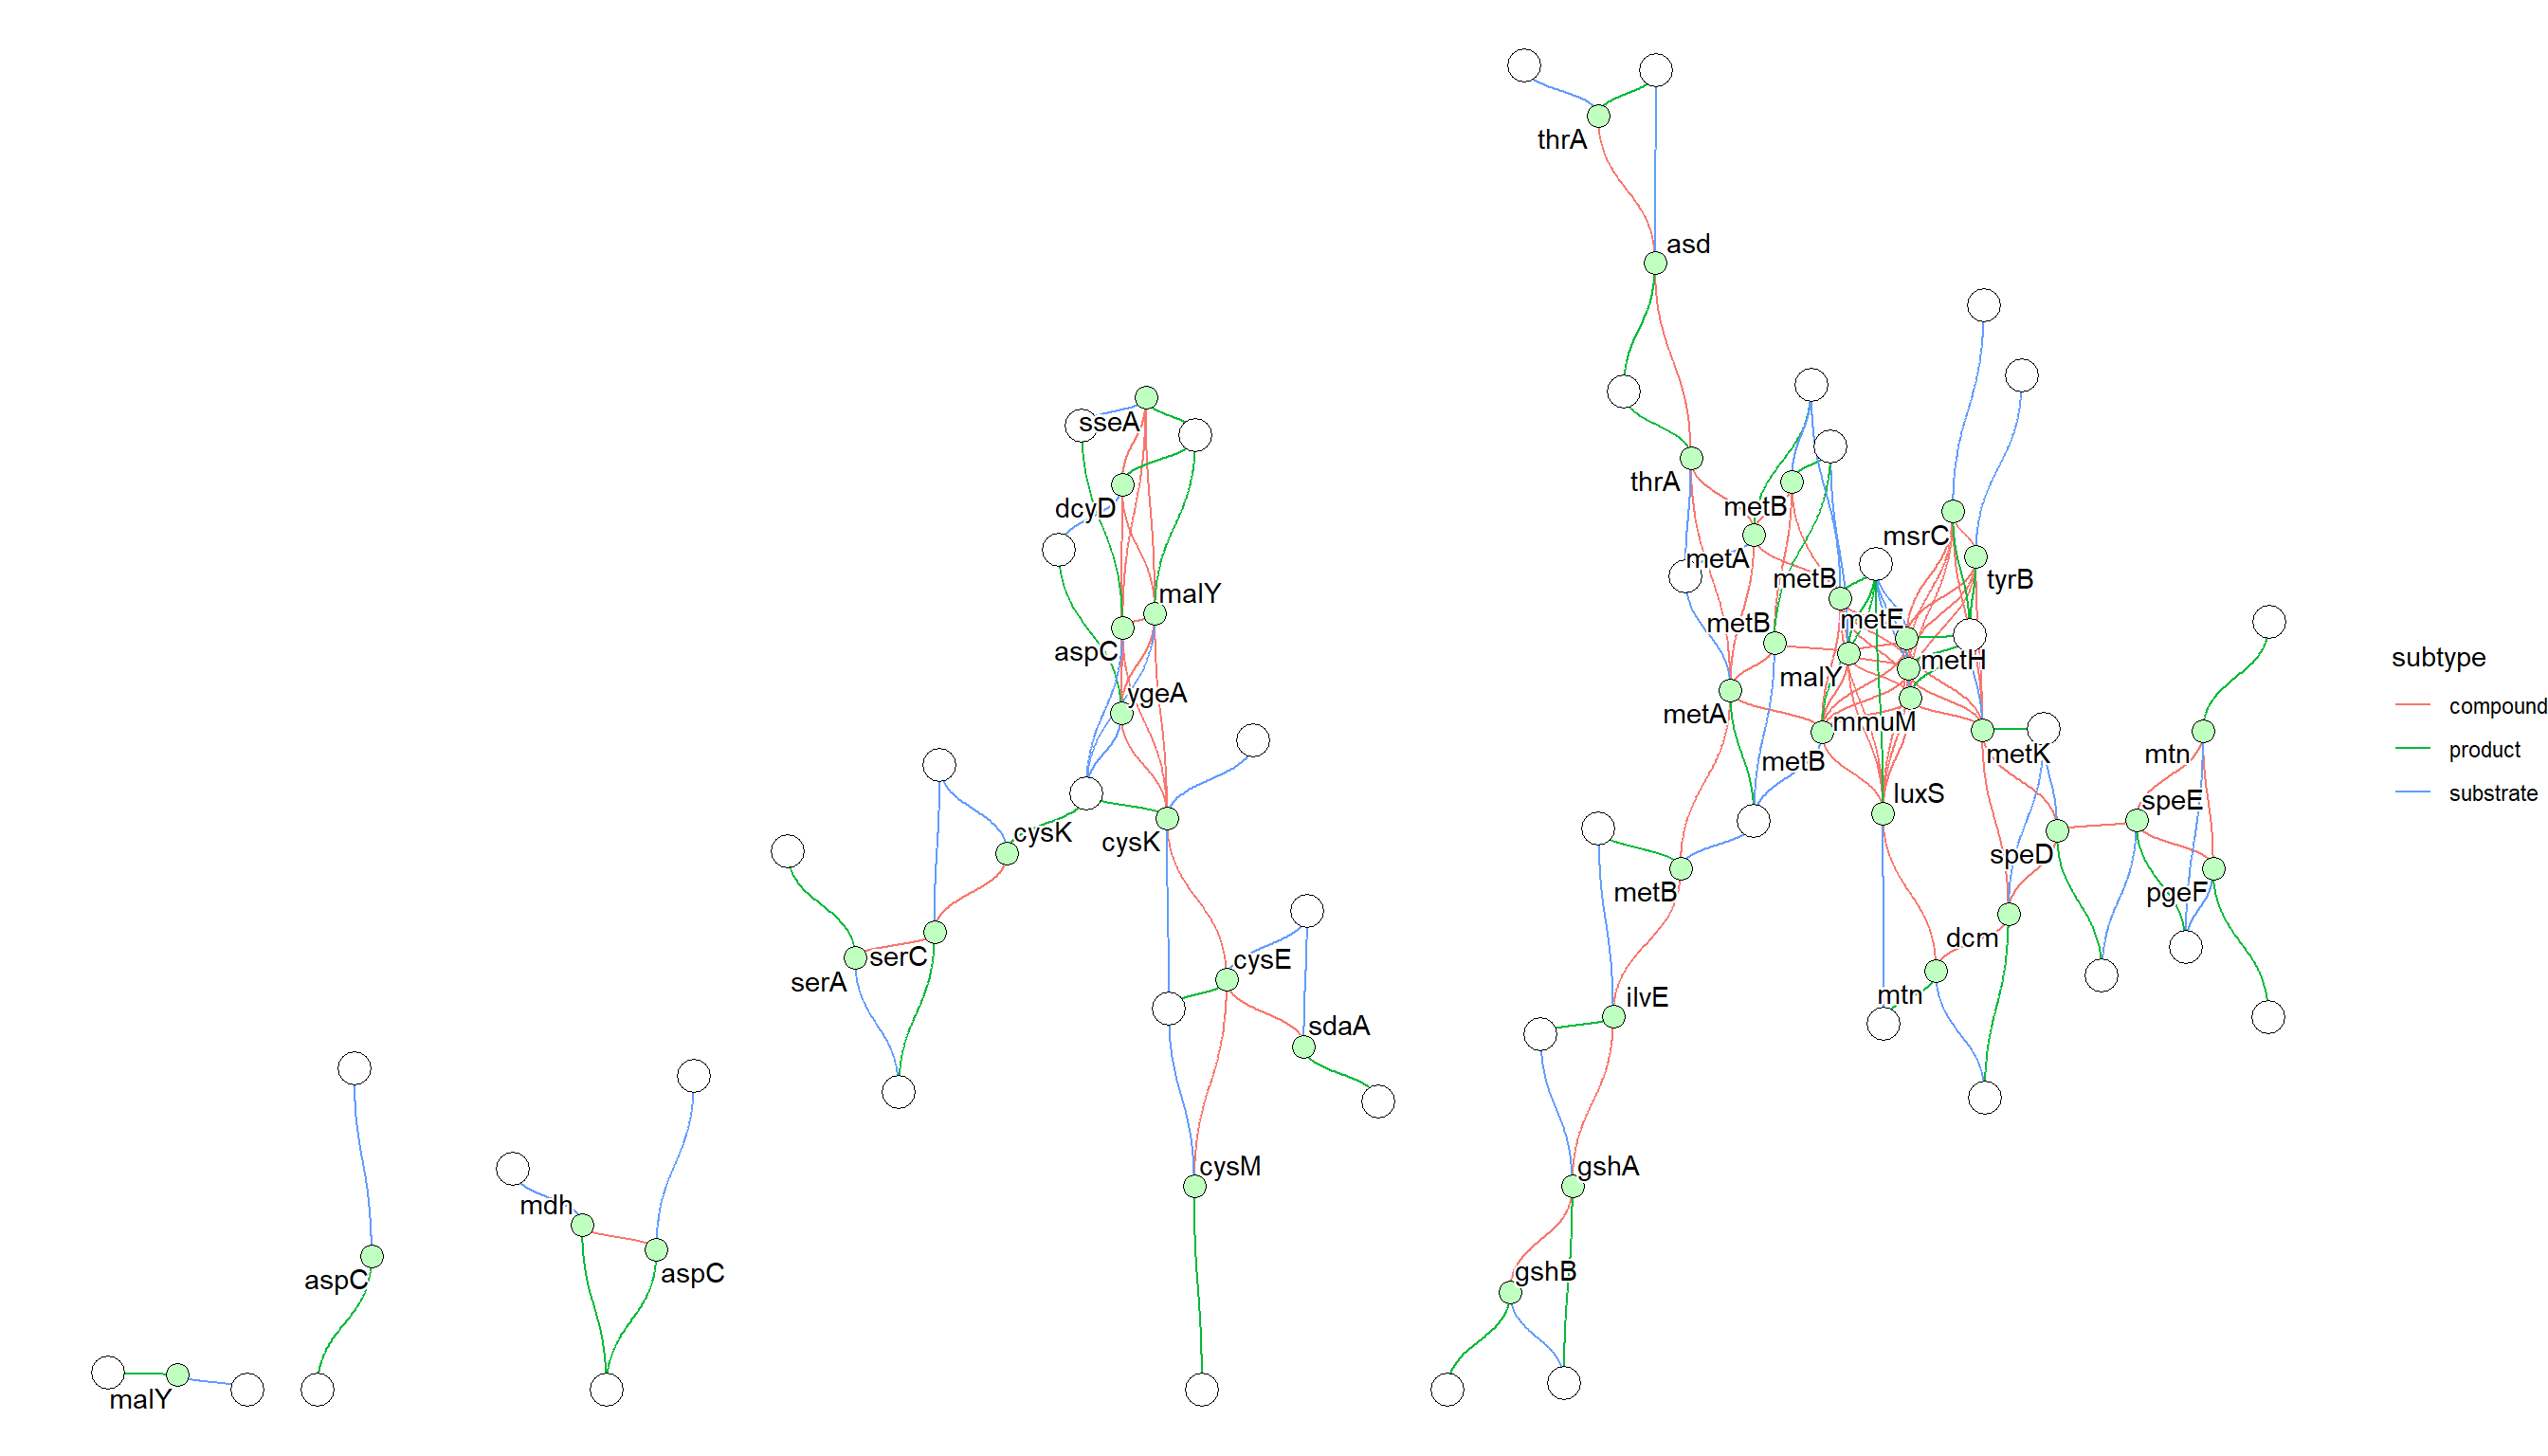 thrA
asd
sseA
thrA
metB
dcyD
msrC
metA
metB
tyrB
malY
metE
metB
aspC
metH
malY
ygeA
metA
mmuM
metK
mtn
metB
subtype
compound
product
substrate
luxS
speE
cysK
cysK
speD
metB
pgeF
dcm
serC
cysE
serA
mtn
ilvE
sdaA
cysM
gshA
mdh
aspC
aspC
gshB
malY